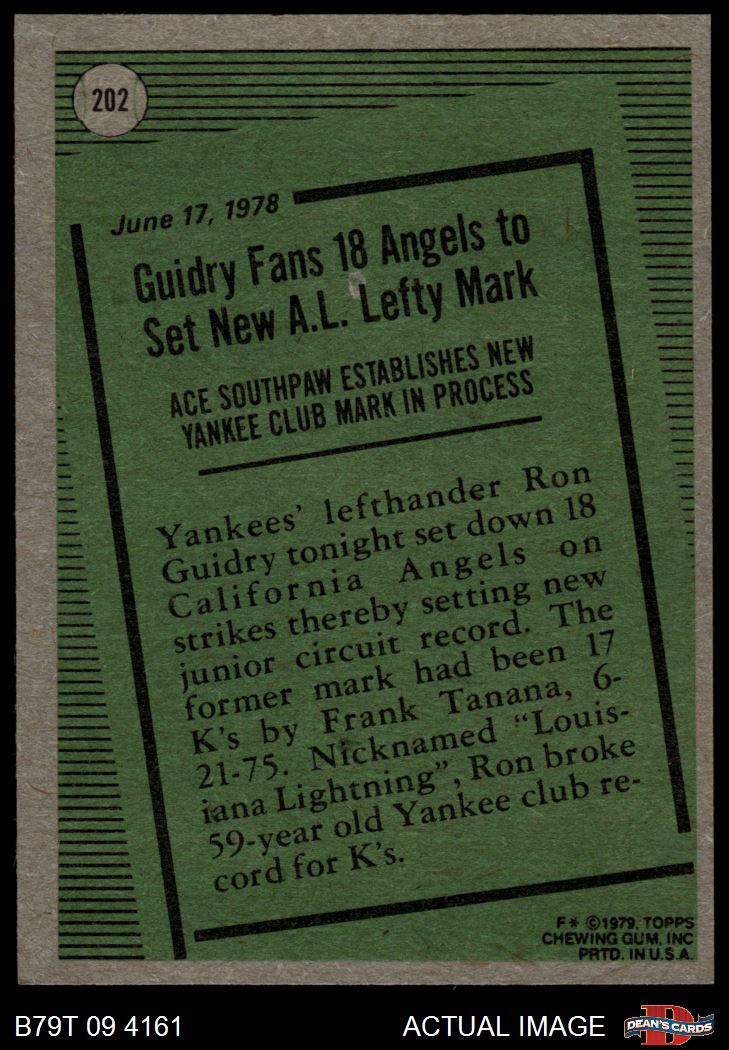 202
June 17, 1978
Guidry Fans 18 Angels to
Set New A.L. Lefty Mark
ACE SOUTHPAW ESTABLISHES NEW
YANKEE CLUB MARK IN PROCESS
Yankees' lefthander Ron
Guidry tonight set down 18
California Angels on
strikes thereby setting new
junior circuit record. The
former mark had been 17
K's by Frank Tanana, 6-
21-75. Nicknamed "Louis-
iana Lightning", Ron broke
59-year old Yankee club re-
cord for K's.
F* ©1979, TOPPS
CHEWING GUM, INC
PRTD. IN U.S.A.
B79T 09 4161
ACTUAL IMAGE
DEAN'S CARDS